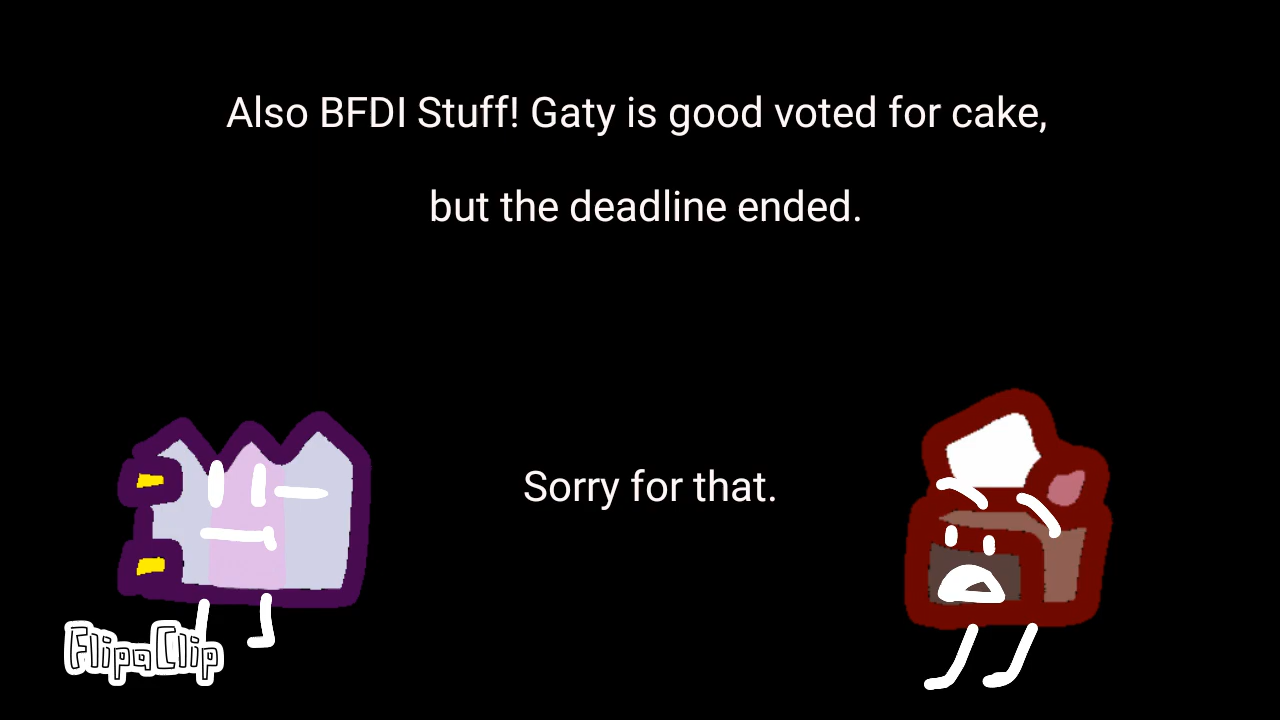 Also BFDI Stuff! Gaty is good voted for cake,
but the deadline ended.
Sorry for that.
FlipaClip